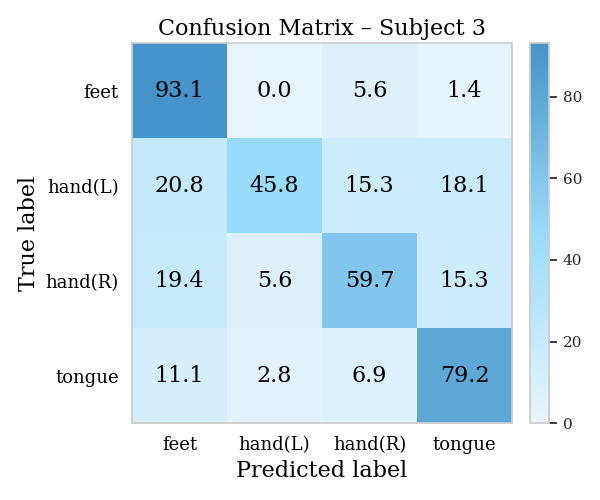 Confusion Matrix – Subject 3
feet 93.1 0.0 5.6 1.4
hand(L) 20.8 45.8 15.3 18.1
hand(R) 19.4 5.6 59.7 15.3
tongue 11.1 2.8 6.9 79.2
feet hand(L) hand(R) tongue
Predicted label
True label
80
60
40
20
0